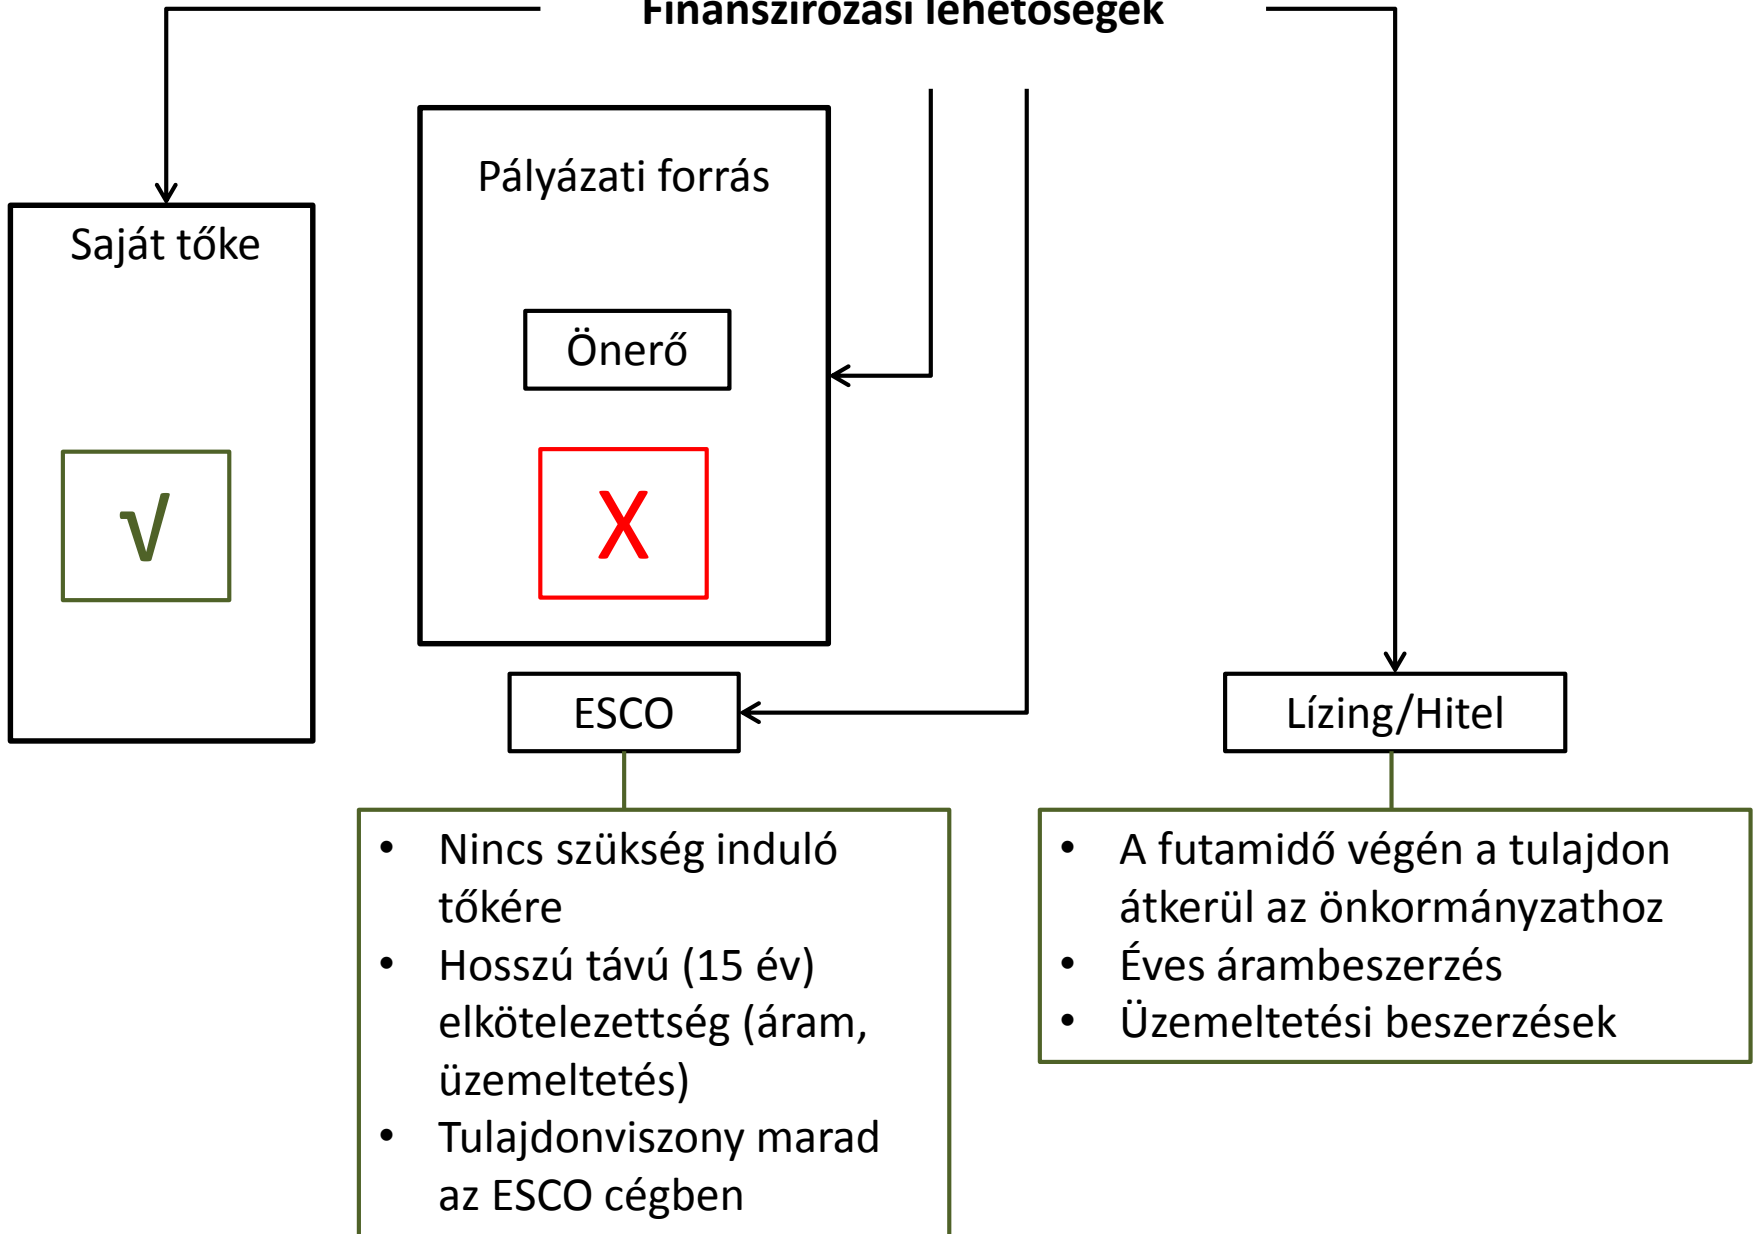 Finanszírozási lehetőségek
Pályázati forrás
Saját tőke
Önerő
√
X
ESCO
Lízing/Hitel
• Nincs szükség induló
tőkére
• Hosszú távú (15 év)
elkötelezettség (áram,
üzemeltetés)
• Tulajdonviszony marad
az ESCO cégben
• A futamidő végén a tulajdon
átkerül az önkormányzathoz
• Éves árambeszerzés
• Üzemeltetési beszerzések